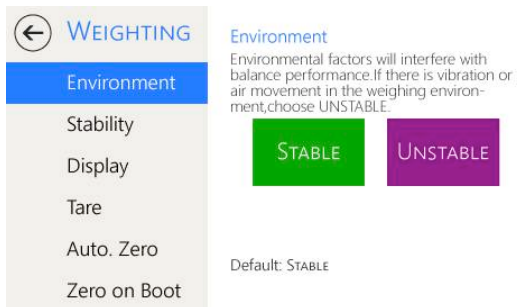 WEIGHTING
Environment
Stability
Display
Tare
Auto. Zero
Zero on Boot
Environment
Environmental factors will interfere with
balance performance.If there is vibration or
air movement in the weighing environ-
ment,choose UNSTABLE.
STABLE
UNSTABLE
Default: STABLE